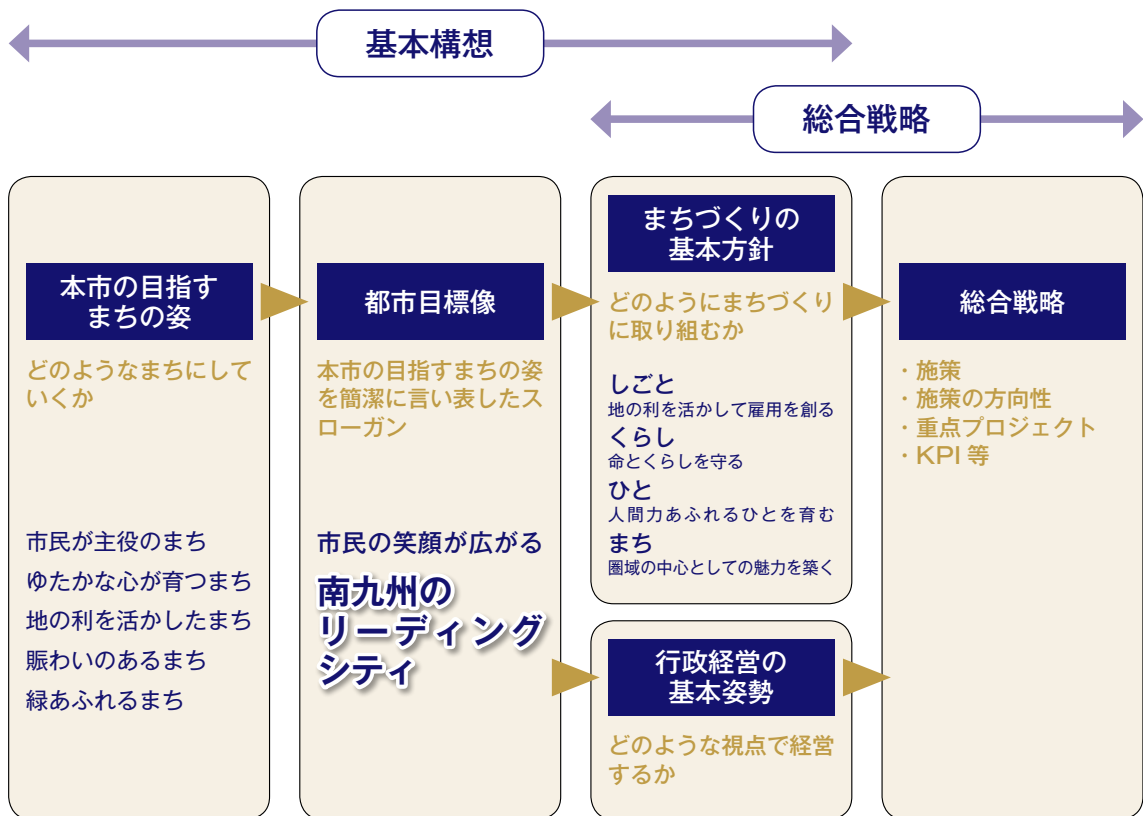 基本構想
総合戦略
本市の目指す
まちの姿
どのようなまちにして
いくか
市民が主役のまち
ゆたかな心が育つまち
地の利を活かしたまち
賑わいのあるまち
緑あふれるまち
都市目標像
本市の目指すまちの姿
を簡潔に言い表したス
ローガン
市民の笑顔が広がる
南九州の
リーディング
シティ
まちづくりの
基本方針
どのようにまちづくり
に取り組むか
しごと
地の利を活かして雇用を創る
くらし
命とくらしを守る
ひと
人間力あふれるひとを育む
まち
圏域の中心としての魅力を築く
行政経営の
基本姿勢
どのような視点で経営
するか
総合戦略
・施策
・施策の方向性
・重点プロジェクト
・KPI 等